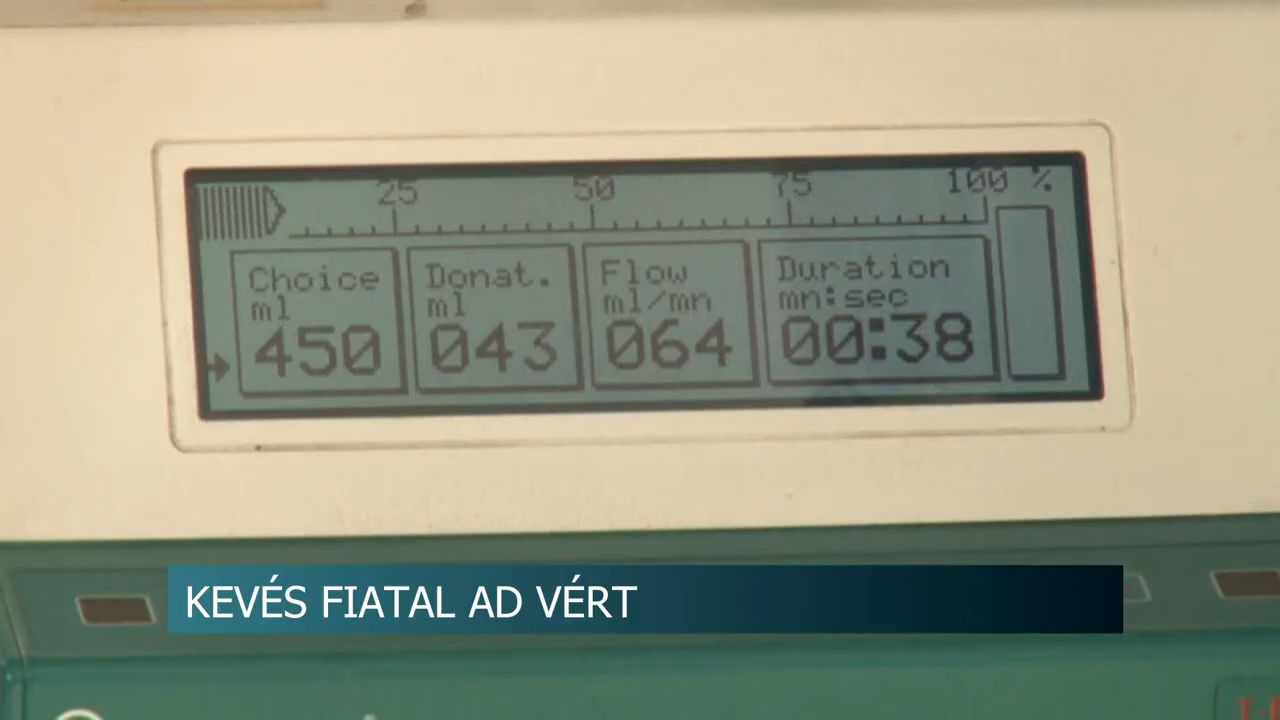 25 50 75 100 %
Choice Donat. Flow Duration
ml ml ml/mn mn:sec
450 043 064 00:38
KEVÉS FIATAL AD VÉRT